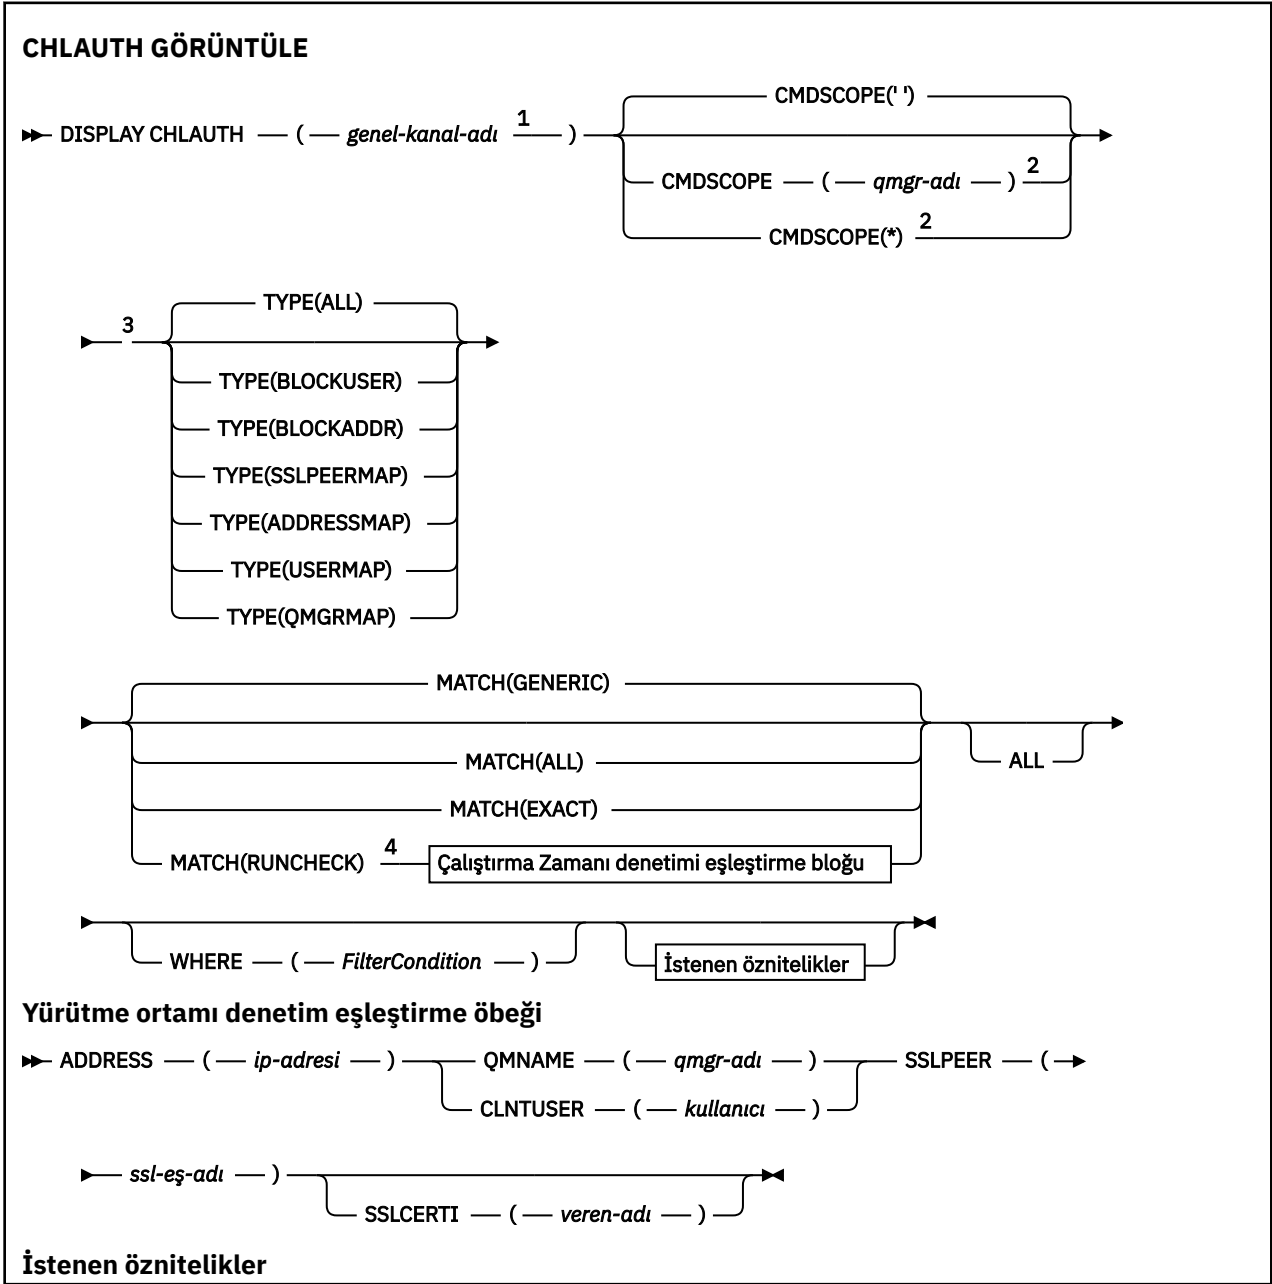 CHLAUTH GÖRÜNTÜLE
CMDSCOPE(' ')
DISPLAY CHLAUTH ( genel-kanal-adı 1 )
CMDSCOPE ( qmgr-adı ) 2
CMDSCOPE(*) 2
TYPE(ALL)
3
TYPE(BLOCKUSER)
TYPE(BLOCKADDR)
TYPE(SSLPEERMAP)
TYPE(ADDRESSMAP)
TYPE(USERMAP)
TYPE(QMGRMAP)
MATCH(GENERIC)
MATCH(ALL) ALL
MATCH(EXACT)
MATCH(RUNCHECK) 4 Çalıştırma Zamanı denetimi eşleştirme bloğu
WHERE ( FilterCondition ) İstenen öznitelikler
Yürütme ortamı denetim eşleştirme öbeği
ADDRESS ( ip-adresi ) QMNAME ( qmgr-adı ) SSLPEER (
CLNTUSER ( kullanıcı )
ssl-eş-adı )
SSLCERTI ( veren-adı )
İstenen öznitelikler